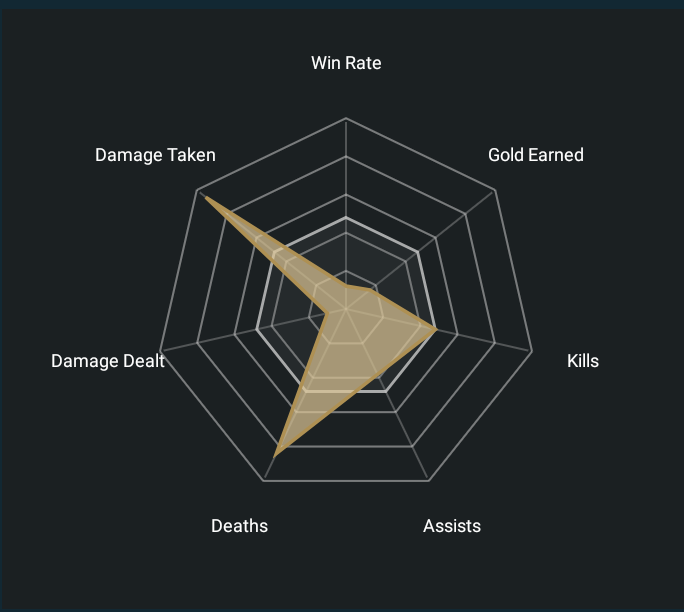 Win Rate
Damage Taken
Gold Earned
Damage Dealt
Kills
Deaths
Assists